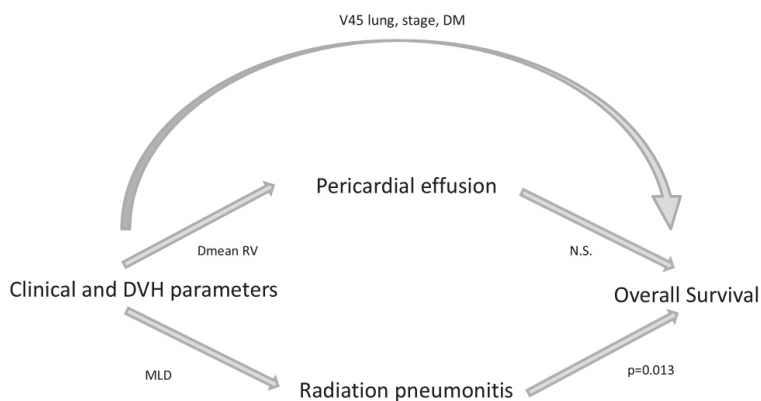 V45 lung, stage, DM
Pericardial effusion
Dmean RV
N.S.
Clinical and DVH parameters
Overall Survival
MLD
p=0.013
Radiation pneumonitis